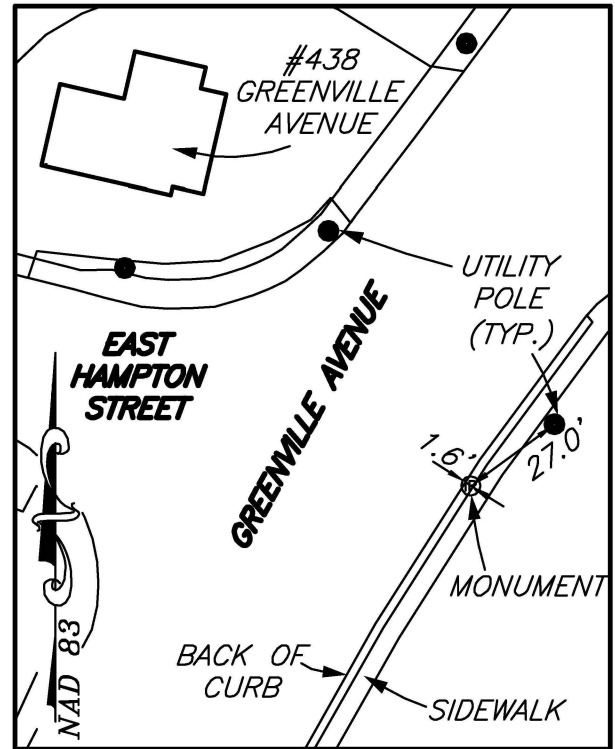 #438
GREENVILLE
AVENUE
UTILITY
POLE
(TYP.)
EAST
HAMPTON
STREET
GREENVILLE AVENUE
1.6'
27.0'
MONUMENT
NAD 83
BACK OF
CURB
SIDEWALK